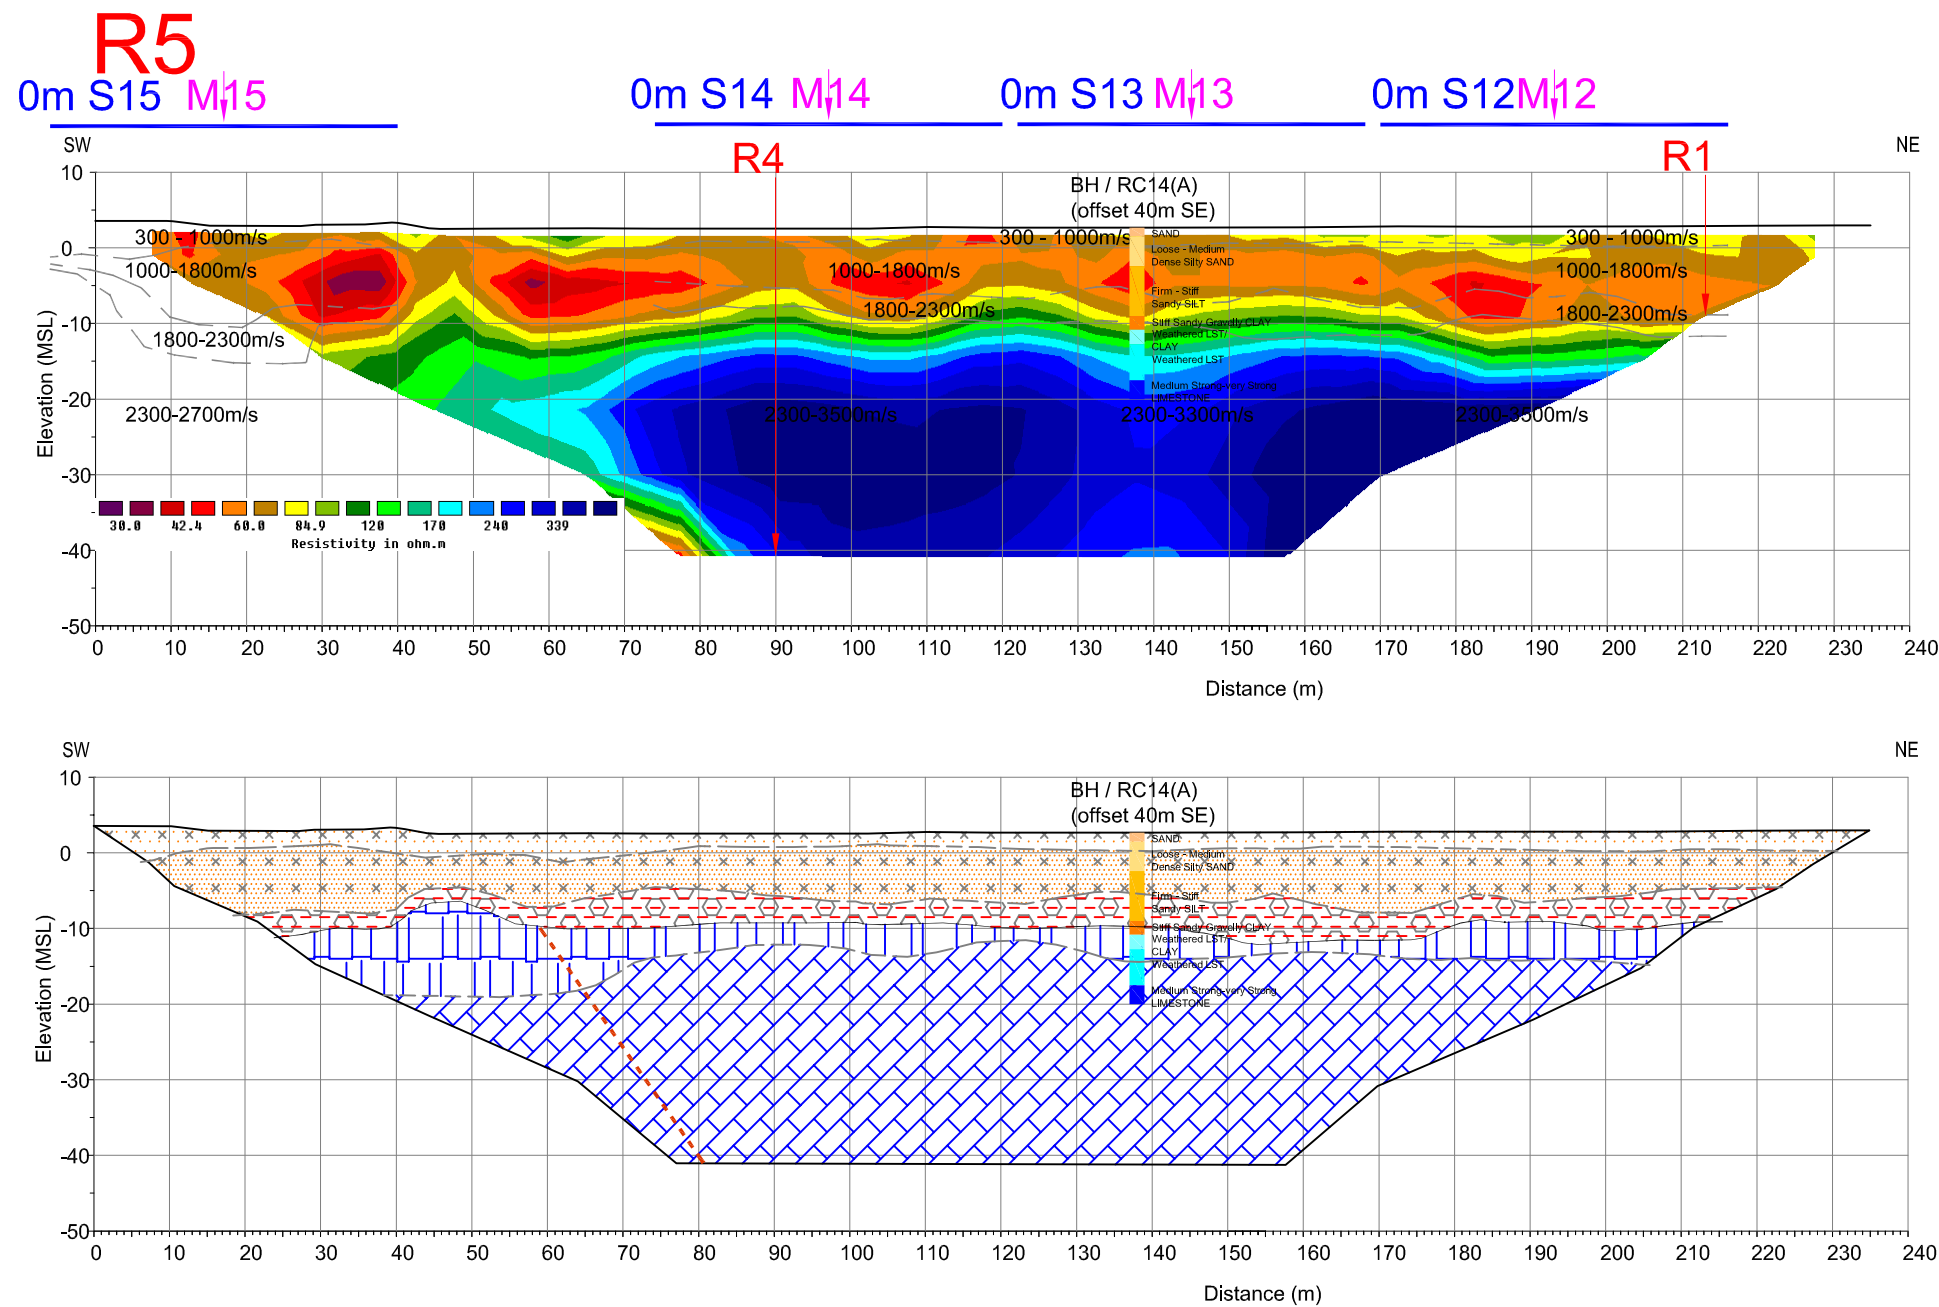 R5
0m S15 M15 0m S14 M14 0m S13 M13 0m S12 M12
SW NE
R4 R1
BH / RC14(A)
(offset 40m SE)
10
0
-10
-20
-30
-40
-50
Elevation (MSL)
300 - 1000m/s 300 - 1000m/s 300 - 1000m/s
1000-1800m/s 1000-1800m/s 1000-1800m/s
1800-2300m/s 1800-2300m/s 1800-2300m/s
2300-2700m/s 2300-3500m/s 2300-3300m/s 2300-3500m/s
SAND
Loose - Medium
Dense Silty SAND
Firm - Stiff
Sandy SILT
Stiff Sandy Gravelly CLAY
Weathered LST/
CLAY
Weathered LST
Medium Strong-very Strong
LIMESTONE
30.0 42.4 60.0 84.9 120 170 240 339
Resistivity in ohm.m
0 10 20 30 40 50 60 70 80 90 100 110 120 130 140 150 160 170 180 190 200 210 220 230 240
Distance (m)
SW NE
BH / RC14(A)
(offset 40m SE)
10
0
-10
-20
-30
-40
-50
Elevation (MSL)
SAND
Loose - Medium
Dense Silty SAND
Firm - Stiff
Sandy SILT
Stiff Sandy Gravelly CLAY
Weathered LST/
CLAY
Weathered LST
Medium Strong-very Strong
LIMESTONE
0 10 20 30 40 50 60 70 80 90 100 110 120 130 140 150 160 170 180 190 200 210 220 230 240
Distance (m)